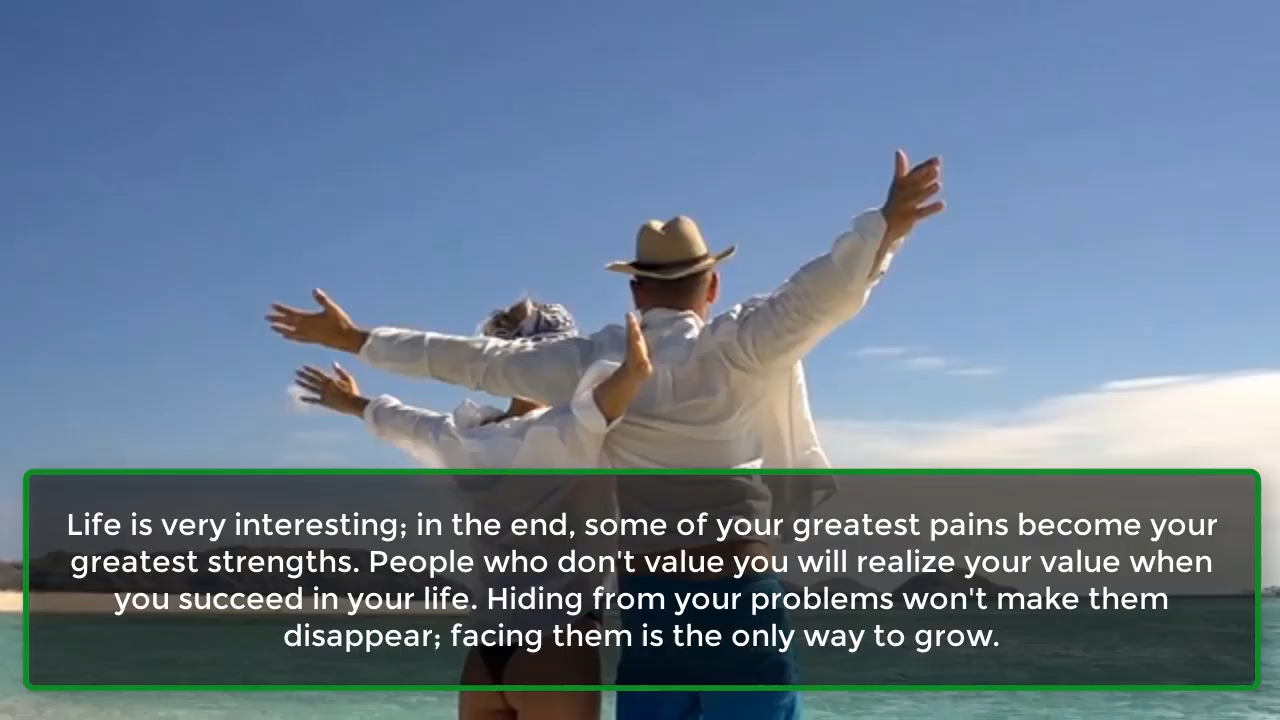 Life is very interesting; in the end, some of your greatest pains become your
greatest strengths. People who don't value you will realize your value when
you succeed in your life. Hiding from your problems won't make them
disappear; facing them is the only way to grow.